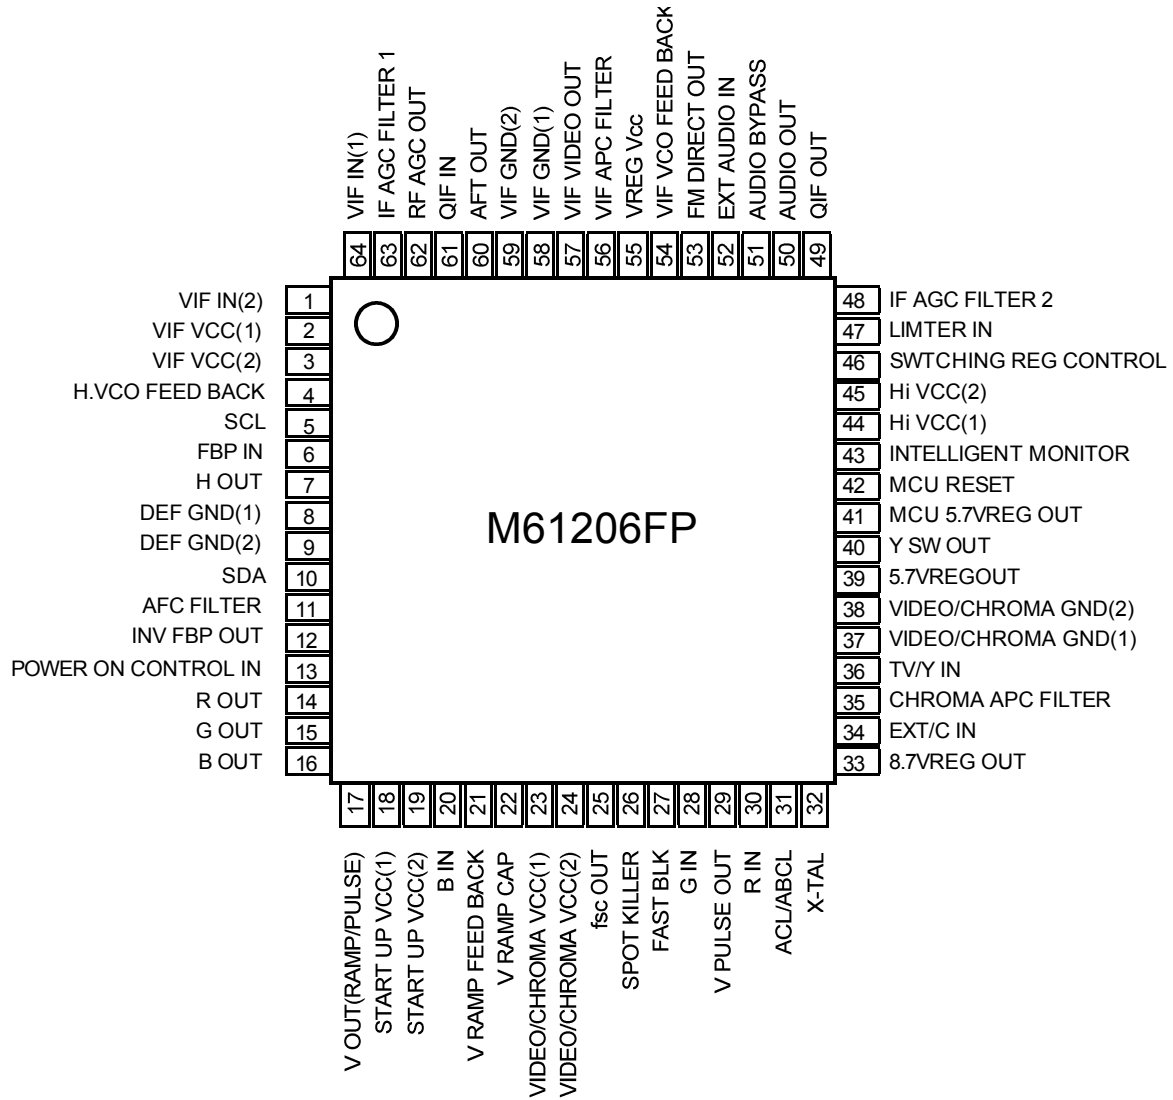 VIF IN(1)
IF AGC FILTER 1
RF AGC OUT
QIF IN
AFT OUT
VIF GND(2)
VIF GND(1)
VIF VIDEO OUT
VIF APC FILTER
VREG Vcc
VIF VCO FEED BACK
FM DIRECT OUT
EXT AUDIO IN
AUDIO BYPASS
AUDIO OUT
QIF OUT
64
63
62
61
60
59
58
57
56
55
54
53
52
51
50
49
VIF IN(2) 1
VIF VCC(1) 2
VIF VCC(2) 3
H.VCO FEED BACK 4
SCL 5
FBP IN 6
H OUT 7
DEF GND(1) 8
DEF GND(2) 9
SDA 10
AFC FILTER 11
INV FBP OUT 12
POWER ON CONTROL IN 13
R OUT 14
G OUT 15
B OUT 16
M61206FP
48 IF AGC FILTER 2
47 LIMTER IN
46 SWTCHING REG CONTROL
45 Hi VCC(2)
44 Hi VCC(1)
43 INTELLIGENT MONITOR
42 MCU RESET
41 MCU 5.7VREG OUT
40 Y SW OUT
39 5.7VREGOUT
38 VIDEO/CHROMA GND(2)
37 VIDEO/CHROMA GND(1)
36 TV/Y IN
35 CHROMA APC FILTER
34 EXT/C IN
33 8.7VREG OUT
17
18
19
20
21
22
23
24
25
26
27
28
29
30
31
32
V OUT(RAMP/PULSE)
START UP VCC(1)
START UP VCC(2)
B IN
V RAMP FEED BACK
V RAMP CAP
VIDEO/CHROMA VCC(1)
VIDEO/CHROMA VCC(2)
fsc OUT
SPOT KILLER
FAST BLK
G IN
V PULSE OUT
R IN
ACL/ABCL
X-TAL